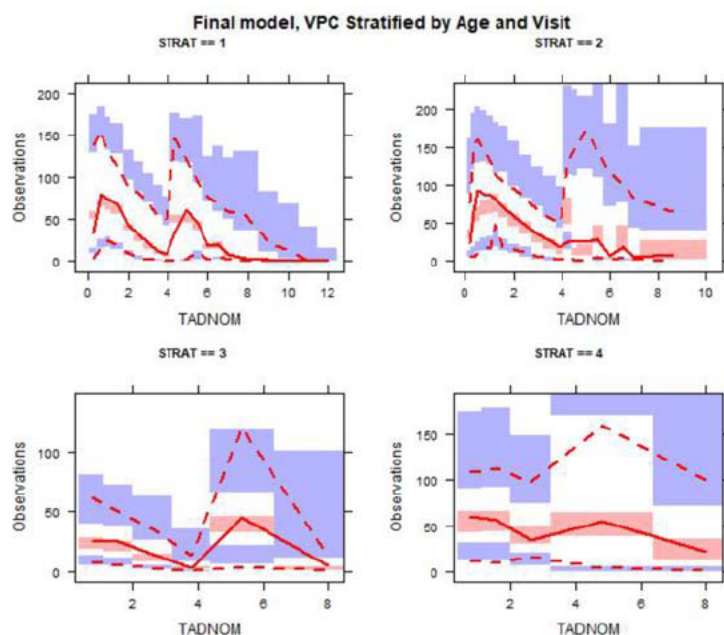 Final model, VPC Stratified by Age and Visit
STRAT == 1
Observations
200
150
100
50
0
0 2 4 6 8 10 12
TADNOM
STRAT == 2
Observations
200
150
100
50
0
0 2 4 6 8 10
TADNOM
STRAT == 3
Observations
100
50
0
0 2 4 6 8
TADNOM
STRAT == 4
Observations
150
100
50
0
2 4 6 8
TADNOM